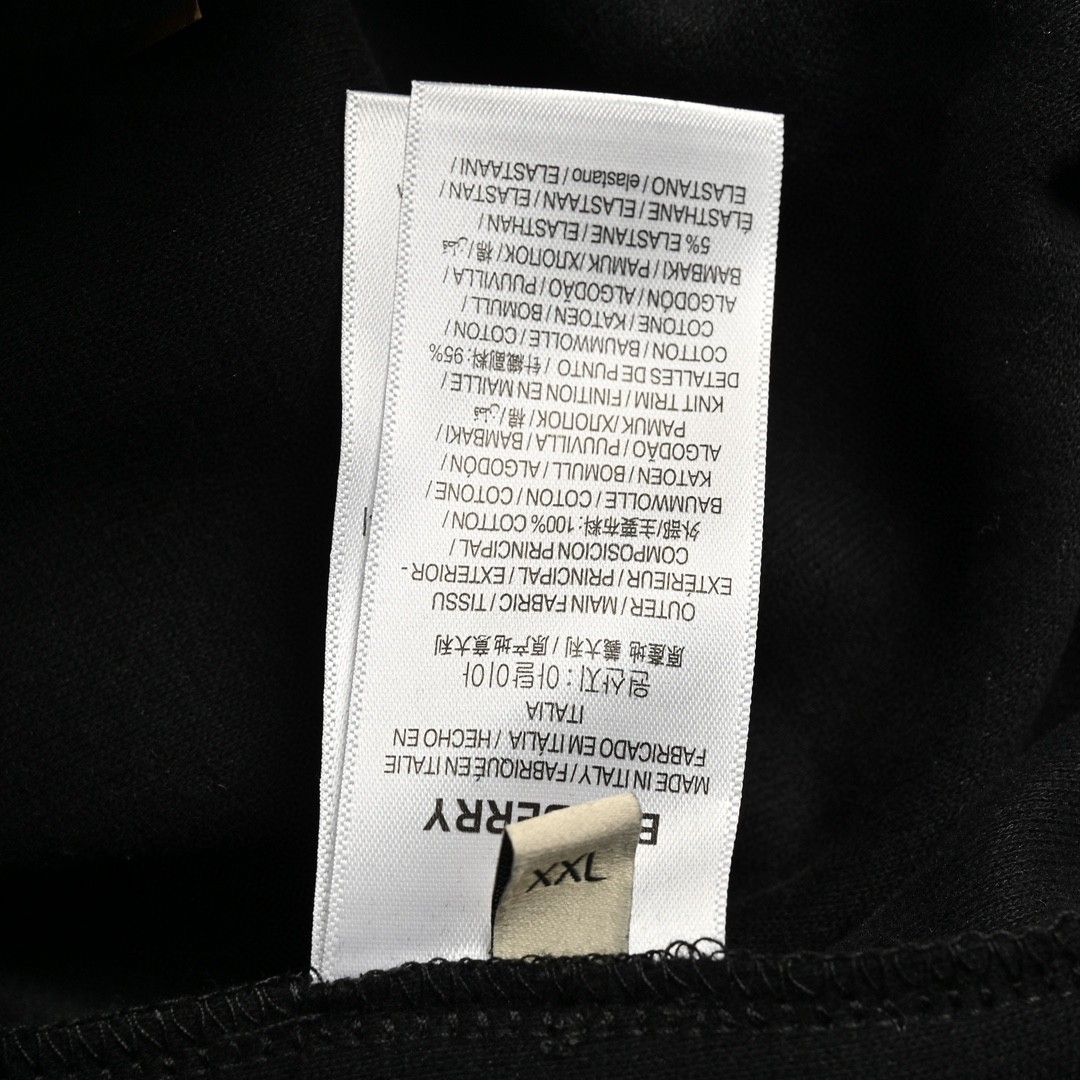 XXL
BURBERRY
MADE IN ITALY / FABRIQUÉ EN ITALIE
FABRICADO EM ITÁLIA / HECHO EN
ITALIA
원산지 : 이탈리아
原產地 義大利 / 原产地 意大利
OUTER / MAIN FABRIC / TISSU
EXTÉRIEUR / PRINCIPAL / EXTERIOR-
COMPOSICION PRINCIPAL /
外部/主要布料: 100% COTTON /
BAUMWOLLE / COTON / COTONE /
KATOEN / BOMULL / ALGODÓN /
ALGODÃO / PUUVILLA / BAMBAKI /
PAMUK / ХЛОПОК / 棉 / قطن
KNIT TRIM / FINITION EN MAILLE /
DETALLES DE PUNTO / 針織副料: 95%
COTTON / BAUMWOLLE / COTON /
COTONE / KATOEN / BOMULL /
ALGODÓN / ALGODÃO / PUUVILLA /
BAMBAKI / PAMUK / ХЛОПОК / 棉 / قطن /
5% ELASTANE / ELASTHAN /
ÉLASTHANE / ELASTAAN / ELASTAN /
ELASTANO / elastano / ELASTAANI /